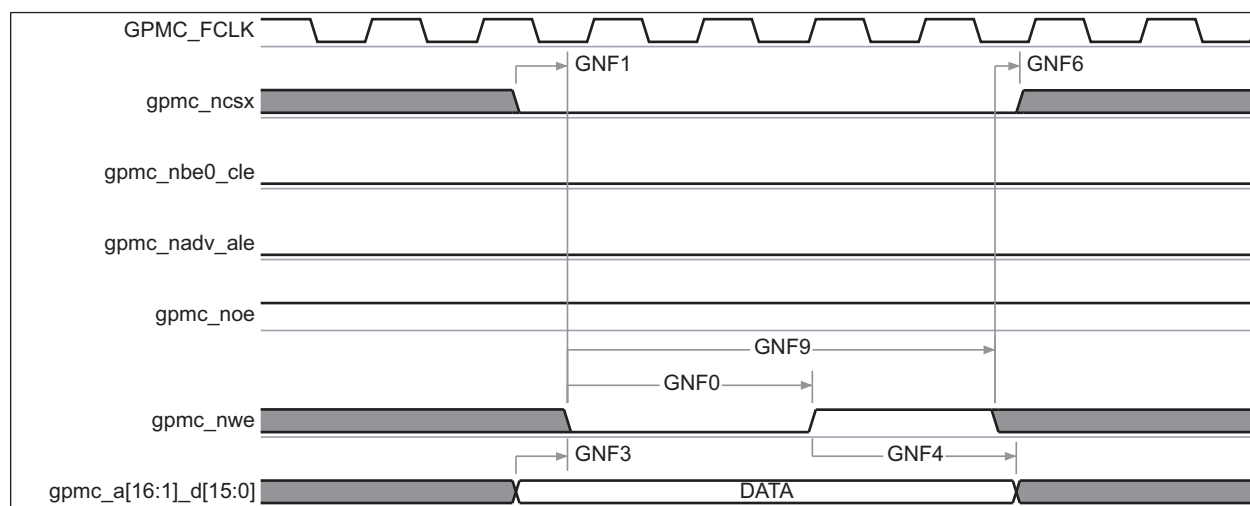 GPMC_FCLK
GNF1
GNF6
gpmc_ncsx
gpmc_nbe0_cle
gpmc_nadv_ale
gpmc_noe
GNF9
GNF0
gpmc_nwe
GNF3
GNF4
gpmc_a[16:1]_d[15:0]
DATA